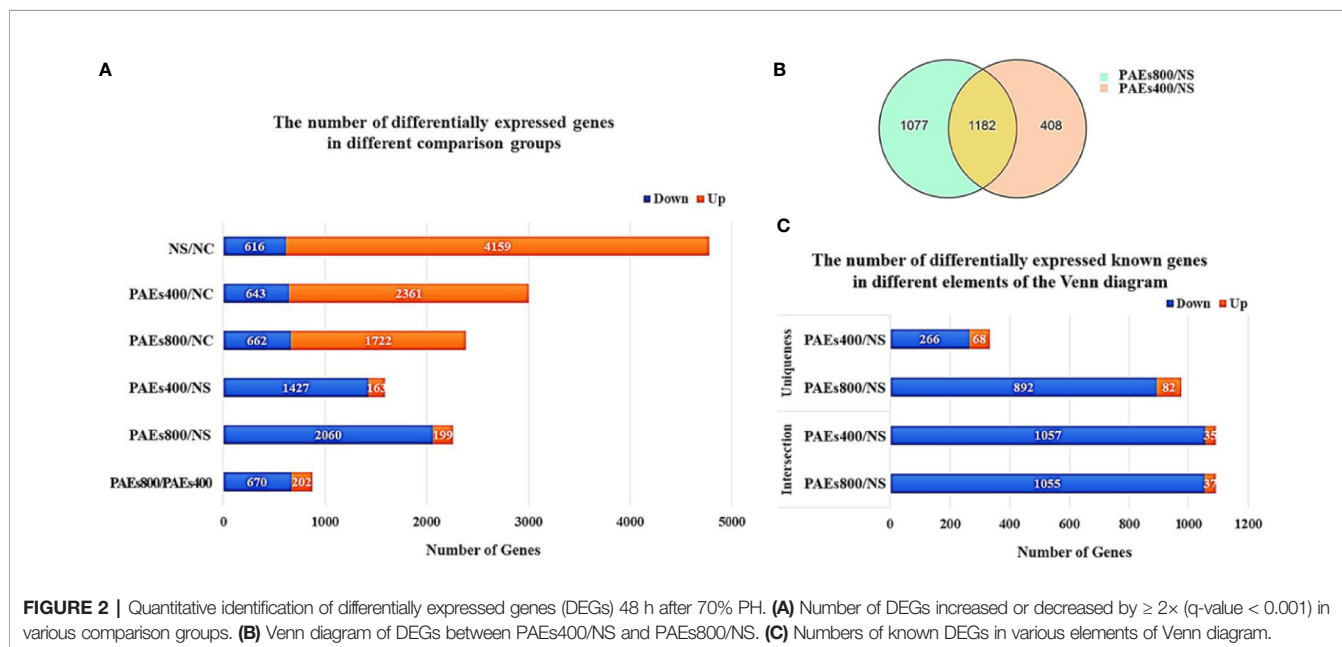 A
The number of differentially expressed genes
in different comparison groups
Down Up
NS/NC 616 4159
PAEs400/NC 643 2361
PAEs800/NC 662 1722
PAEs400/NS 1427 163
PAEs800/NS 2060 199
PAEs800/PAEs400 670 202
0 1000 2000 3000 4000 5000
Number of Genes
B
PAEs800/NS
PAEs400/NS
1077 1182 408
C
The number of differentially expressed known genes
in different elements of the Venn diagram
Down Up
Uniqueness
PAEs400/NS 266 68
PAEs800/NS 892 82
Intersection
PAEs400/NS 1057 35
PAEs800/NS 1055 37
0 200 400 600 800 1000 1200
Number of Genes
FIGURE 2 | Quantitative identification of differentially expressed genes (DEGs) 48 h after 70% PH. (A) Number of DEGs increased or decreased by ≥ 2× (q-value < 0.001) in
various comparison groups. (B) Venn diagram of DEGs between PAEs400/NS and PAEs800/NS. (C) Numbers of known DEGs in various elements of Venn diagram.